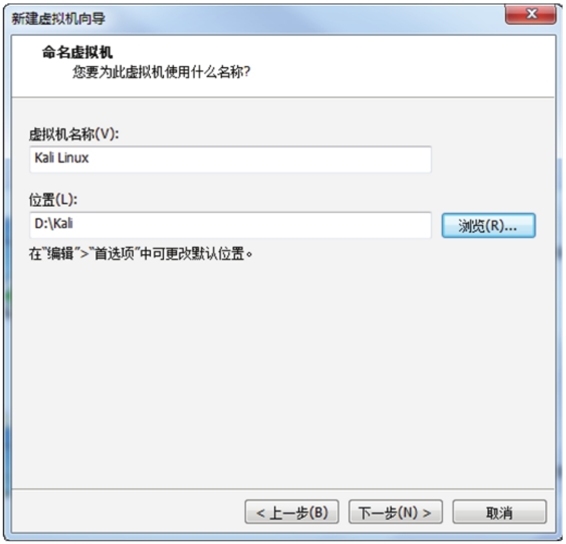 新建虚拟机向导
命名虚拟机
您要为此虚拟机使用什么名称?
虚拟机名称(V):
Kali Linux
位置(L):
D:\Kali
浏览(R)...
在"编辑">"首选项"中可更改默认位置。
< 上一步(B)
下一步(N) >
取消